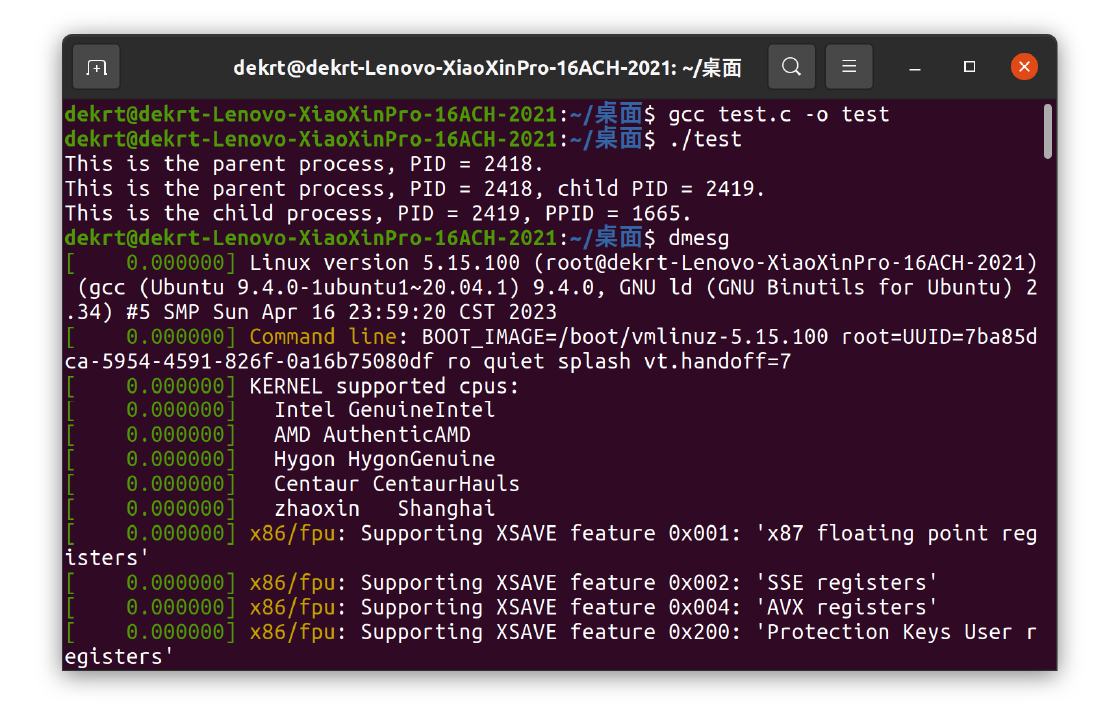 dekrt@dekrt-Lenovo-XiaoXinPro-16ACH-2021: ~/桌面
dekrt@dekrt-Lenovo-XiaoXinPro-16ACH-2021:~/桌面$ gcc test.c -o test
dekrt@dekrt-Lenovo-XiaoXinPro-16ACH-2021:~/桌面$ ./test
This is the parent process, PID = 2418.
This is the parent process, PID = 2418, child PID = 2419.
This is the child process, PID = 2419, PPID = 1665.
dekrt@dekrt-Lenovo-XiaoXinPro-16ACH-2021:~/桌面$ dmesg
[    0.000000] Linux version 5.15.100 (root@dekrt-Lenovo-XiaoXinPro-16ACH-2021)
 (gcc (Ubuntu 9.4.0-1ubuntu1~20.04.1) 9.4.0, GNU ld (GNU Binutils for Ubuntu) 2
.34) #5 SMP Sun Apr 16 23:59:20 CST 2023
[    0.000000] Command line: BOOT_IMAGE=/boot/vmlinuz-5.15.100 root=UUID=7ba85d
ca-5954-4591-826f-0a16b75080df ro quiet splash vt.handoff=7
[    0.000000] KERNEL supported cpus:
[    0.000000]   Intel GenuineIntel
[    0.000000]   AMD AuthenticAMD
[    0.000000]   Hygon HygonGenuine
[    0.000000]   Centaur CentaurHauls
[    0.000000]   zhaoxin   Shanghai
[    0.000000] x86/fpu: Supporting XSAVE feature 0x001: 'x87 floating point reg
isters'
[    0.000000] x86/fpu: Supporting XSAVE feature 0x002: 'SSE registers'
[    0.000000] x86/fpu: Supporting XSAVE feature 0x004: 'AVX registers'
[    0.000000] x86/fpu: Supporting XSAVE feature 0x200: 'Protection Keys User r
egisters'